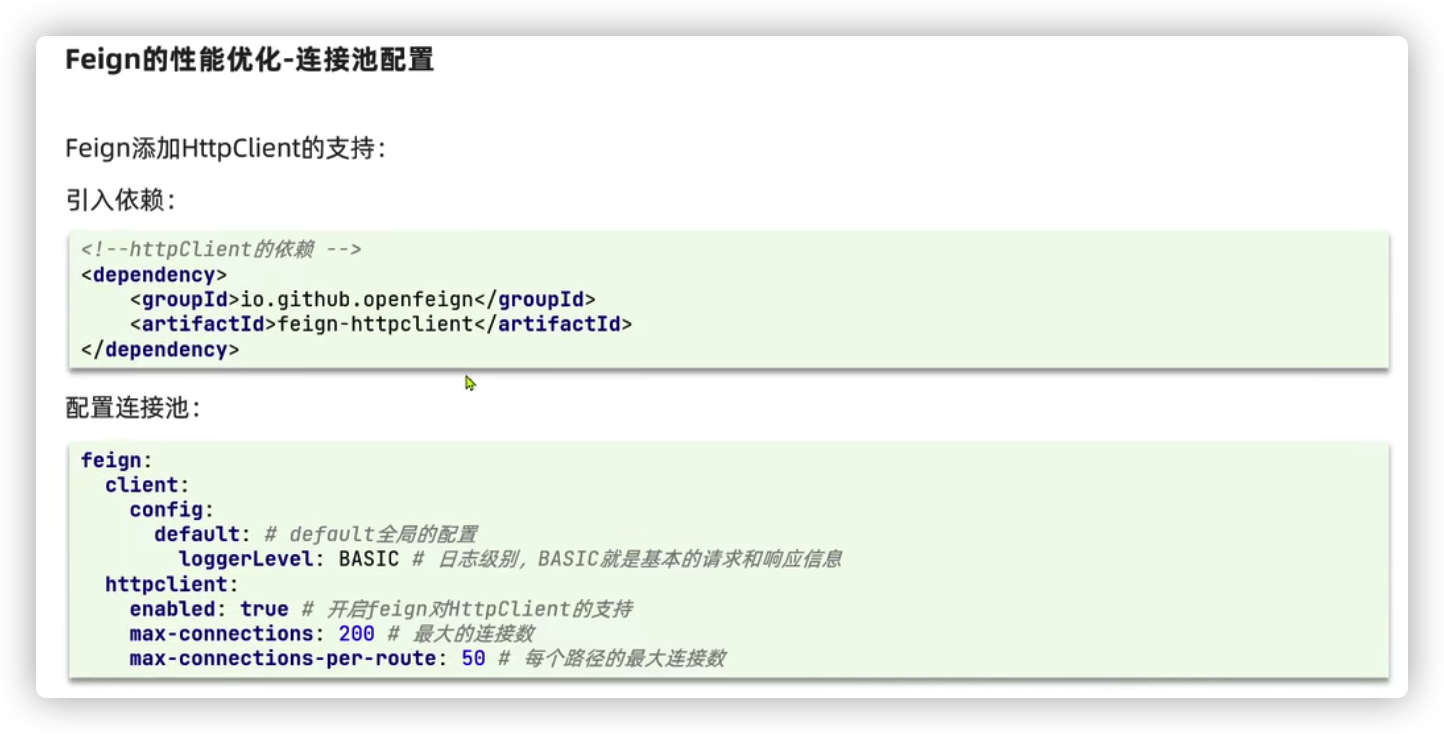 Feign的性能优化-连接池配置
Feign添加HttpClient的支持：
引入依赖：
<!--httpClient的依赖 -->
<dependency>
    <groupId>io.github.openfeign</groupId>
    <artifactId>feign-httpclient</artifactId>
</dependency>
配置连接池：
feign:
  client:
    config:
      default: # default全局的配置
        loggerLevel: BASIC # 日志级别，BASIC就是基本的请求和响应信息
  httpclient:
    enabled: true # 开启feign对HttpClient的支持
    max-connections: 200 # 最大的连接数
    max-connections-per-route: 50 # 每个路径的最大连接数